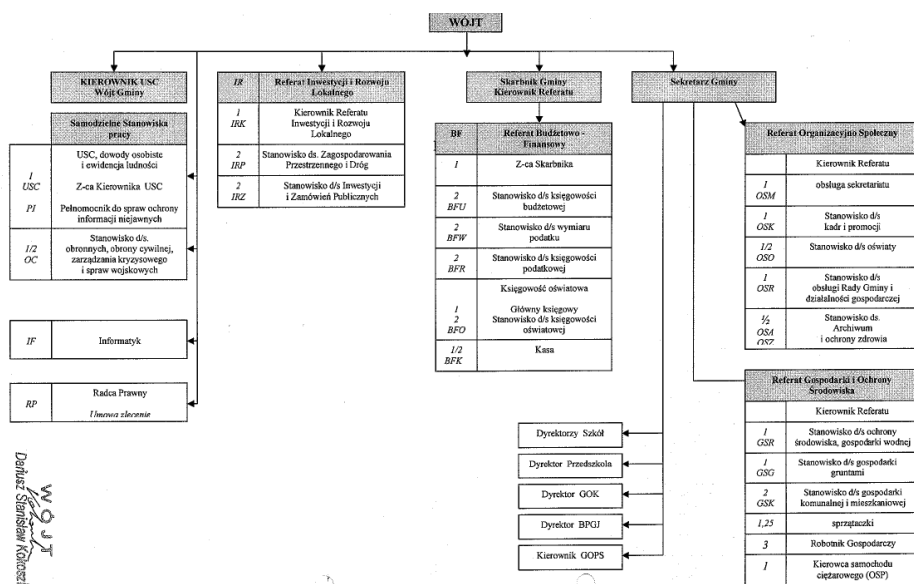 WÓJT
KIEROWNIK USC
Wójt Gminy
Samodzielne Stanowiska
pracy
USC, dowody osobiste
i ewidencja ludności
1
USC Z-ca Kierownika USC
PI Pełnomocnik do spraw ochrony
informacji niejawnych
1/2
OC
Stanowisko d/s.
obronnych, obrony cywilnej,
zarządzania kryzysowego
i spraw wojskowych
IF Informatyk
RP Radca Prawny
Umowa zlecenie
IR Referat Inwestycji i Rozwoju
Lokalnego
1
IRK
Kierownik Referatu
Inwestycji i Rozwoju
Lokalnego
2
IRP
Stanowisko ds. Zagospodarowania
Przestrzennego i Dróg
2
IRZ
Stanowisko d/s Inwestycji
i Zamówień Publicznych
Skarbnik Gminy
Kierownik Referatu
BF Referat Budżetowo -
Finansowy
1 Z-ca Skarbnika
2
BFU
Stanowisko d/s księgowości
budżetowej
2
BFW
Stanowisko d/s wymiaru
podatku
2
BFR
Stanowisko d/s księgowości
podatkowej
Księgowość oświatowa
1 Główny księgowy
2 Stanowisko d/s księgowości
BFO oświatowej
1/2
BFK
Kasa
Sekretarz Gminy
Dyrektorzy Szkół
Dyrektor Przedszkola
Dyrektor GOK
Dyrektor BPGJ
Kierownik GOPS
Referat Organizacyjno Społeczny
Kierownik Referatu
1
OSM
obsługa sekretariatu
1
OSK
Stanowisko d/s
kadr i promocji
1/2
OSO
Stanowisko d/s oświaty
1
OSR
Stanowisko d/s
obsługi Rady Gminy i
działalności gospodarczej
½
OSA
OSZ
Stanowisko ds.
Archiwum
i ochrony zdrowia
Referat Gospodarki i Ochrony
Środowiska
Kierownik Referatu
1
GSR
Stanowisko d/s ochrony
środowiska, gospodarki wodnej
1
GSG
Stanowisko d/s gospodarki
gruntami
2
GSK
Stanowisko d/s gospodarki
komunalnej i mieszkaniowej
1,25 sprzątaczki
3 Robotnik Gospodarczy
1 Kierowca samochodu
ciężarowego (OSP)
WÓJT
Dariusz Stanisław